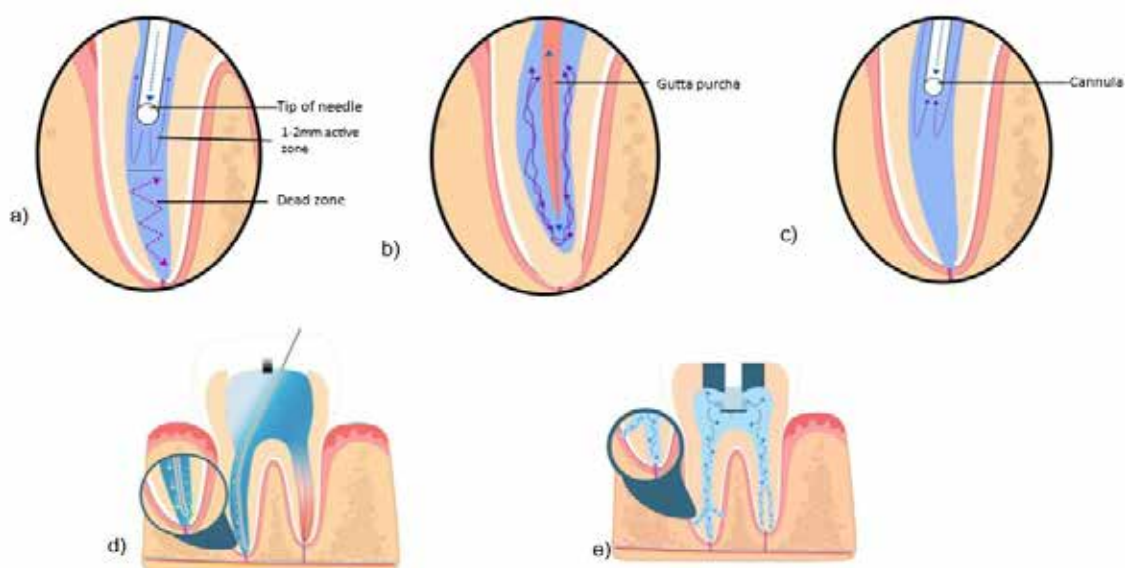 Tip of needle
1-2mm active
zone
Dead zone
a)
Gutta purcha
b)
Cannula
c)
d)
e)